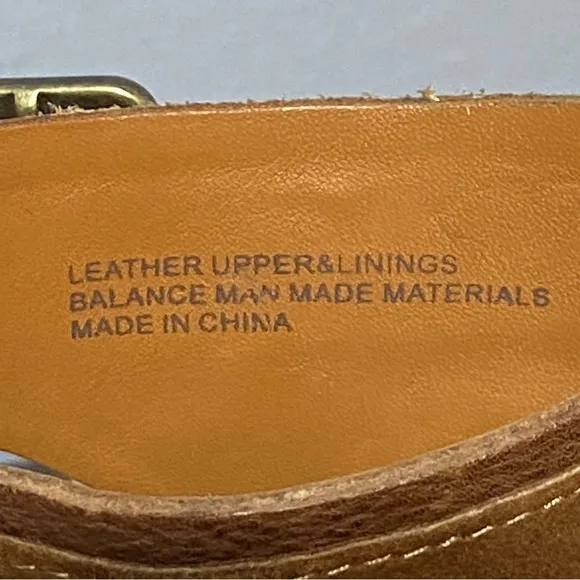 LEATHER UPPER&LININGS
BALANCE MAN MADE MATERIALS
MADE IN CHINA